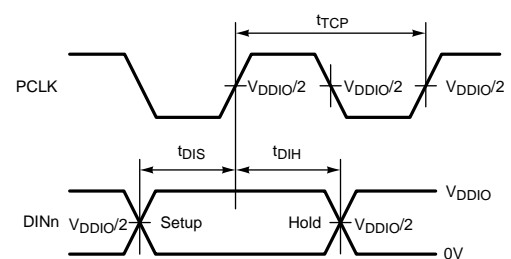 tTCP
PCLK
VDDIO/2
VDDIO/2
VDDIO/2
tDIS
tDIH
VDDIO
DINn
VDDIO/2
Setup
Hold
VDDIO/2
0V